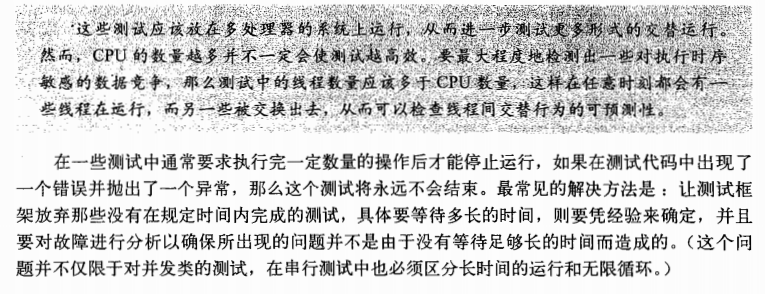 这些测试应该放在多处理器的系统上运行，从而进一步测试更多形式的交替运行。
然而，CPU 的数量越多并不一定会使测试越高效。要最大程度地检测出一些对执行时序
敏感的数据竞争，那么测试中的线程数量应该多于 CPU 数量，这样在任意时刻都会有一
些线程在运行，而另一些被交换出去，从而可以检查线程间交替行为的可预测性。
在一些测试中通常要求执行完一定数量的操作后才能停止运行，如果在测试代码中出现了
一个错误并抛出了一个异常，那么这个测试将永远不会结束。最常见的解决方法是：让测试框
架放弃那些没有在规定时间内完成的测试，具体要等待多长的时间，则要凭经验来确定，并且
要对故障进行分析以确保所出现的问题并不是由于没有等待足够长的时间而造成的。（这个问
题并不仅限于对并发类的测试，在串行测试中也必须区分长时间的运行和无限循环。）